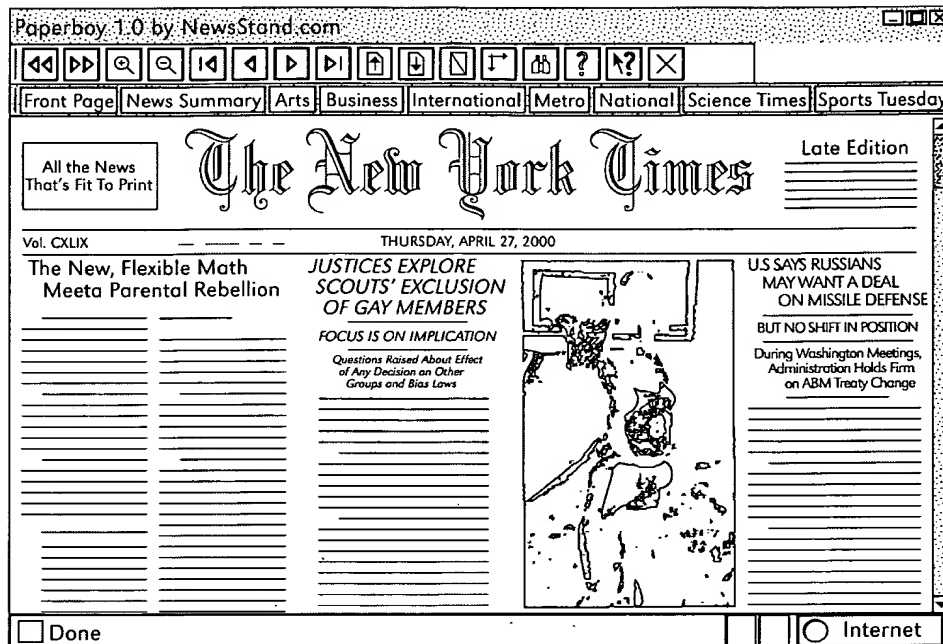 Paperboy 1.0 by NewsStand.com
Front Page News Summary Arts Business International Metro National Science Times Sports Tuesday
All the News
That's Fit To Print
The New York Times
Late Edition
Vol. CXLIX
THURSDAY, APRIL 27, 2000
The New, Flexible Math
Meeta Parental Rebellion
JUSTICES EXPLORE
SCOUTS' EXCLUSION
OF GAY MEMBERS
FOCUS IS ON IMPLICATION
Questions Raised About Effect
of Any Decision on Other
Groups and Bias Laws
U.S SAYS RUSSIANS
MAY WANT A DEAL
ON MISSILE DEFENSE
BUT NO SHIFT IN POSITION
During Washington Meetings,
Administration Holds Firm
on ABM Treaty Change
Done
Internet